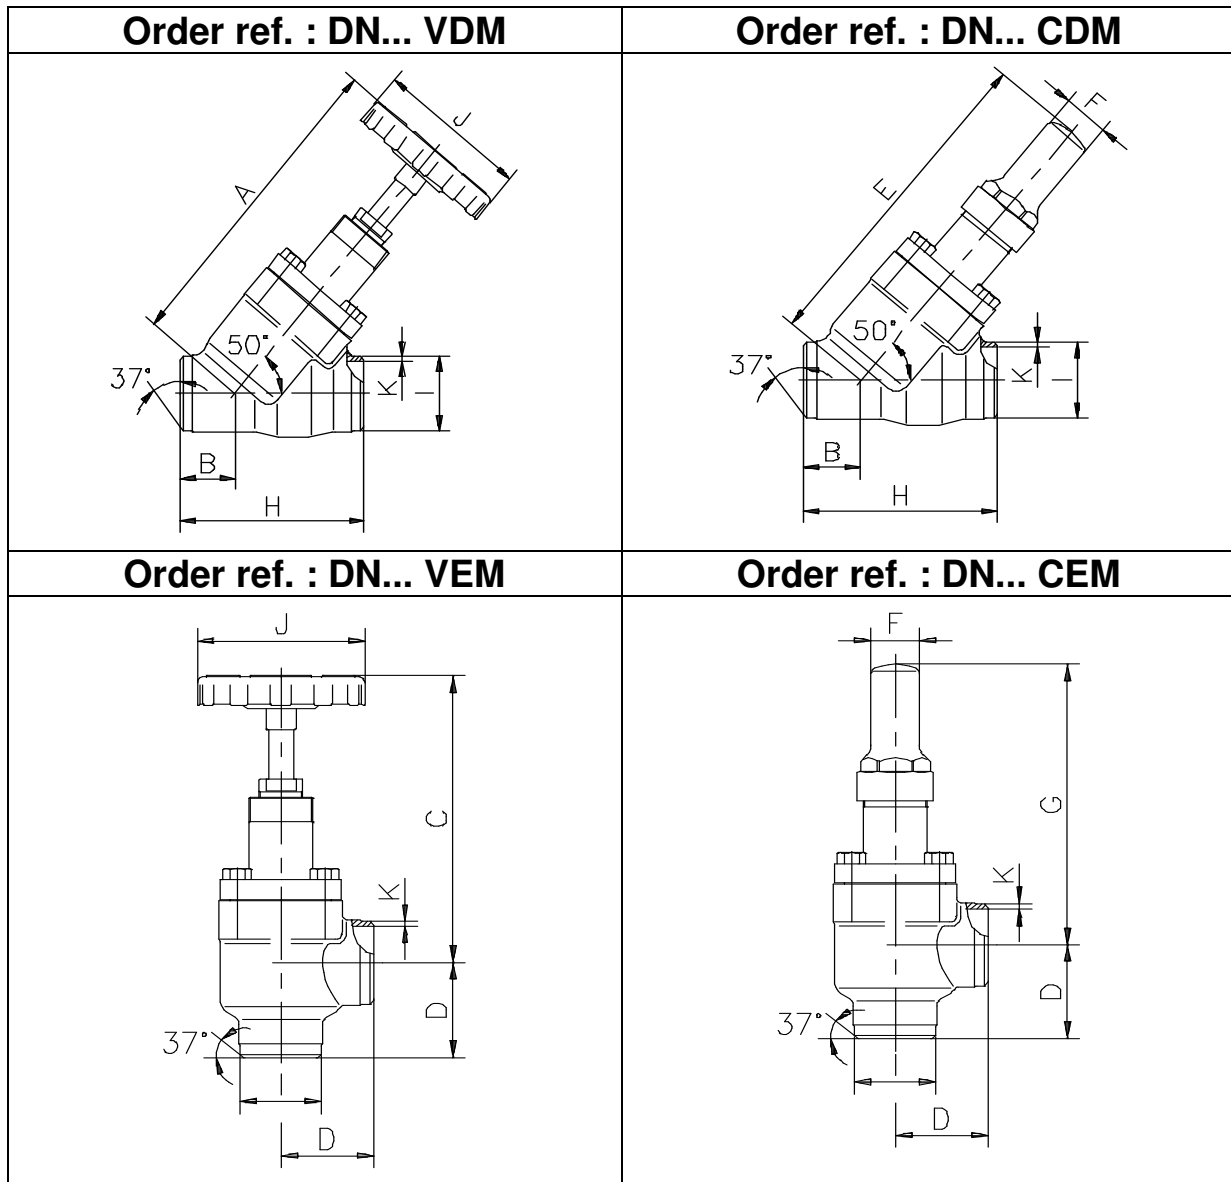 Order ref. : DN... VDM
Order ref. : DN... CDM
A
J
50°
37°
K
I
B
H
E
F
50°
37°
K
I
B
H
Order ref. : DN... VEM
Order ref. : DN... CEM
J
C
K
D
37°
D
F
G
K
D
37°
D